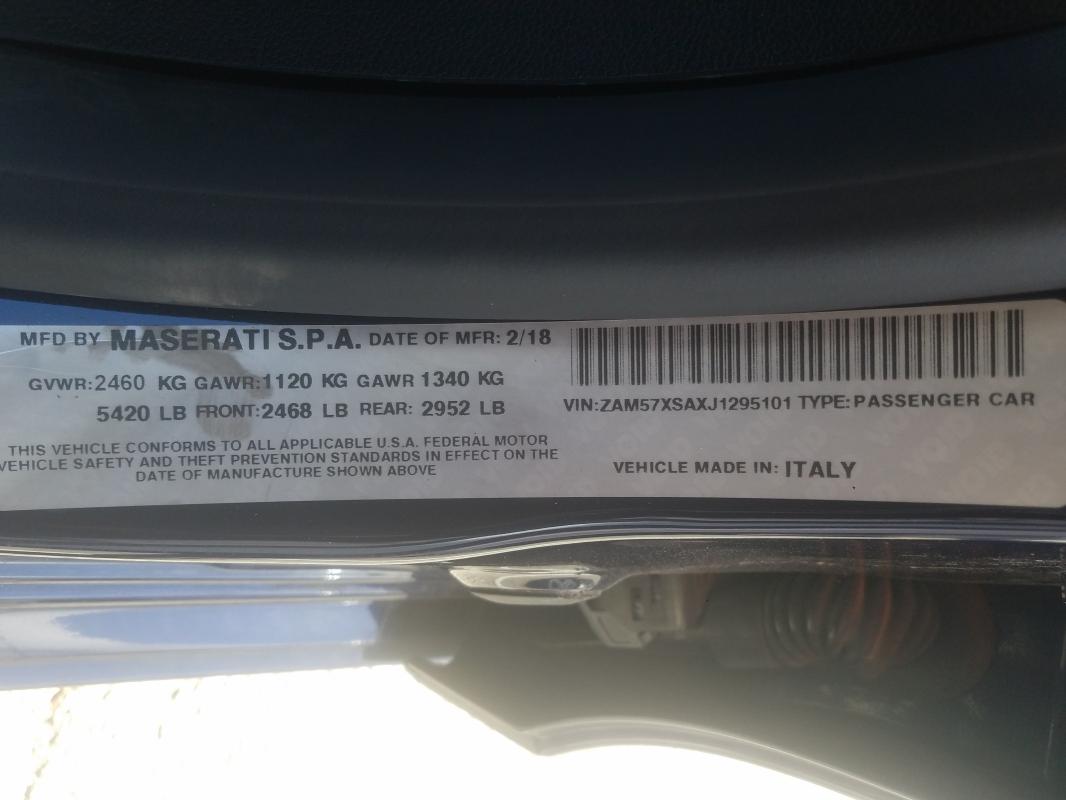 MFD BY MASERATI S.P.A. DATE OF MFR: 2/18
GVWR:2460 KG GAWR:1120 KG GAWR 1340 KG
5420 LB FRONT:2468 LB REAR: 2952 LB
THIS VEHICLE CONFORMS TO ALL APPLICABLE U.S.A. FEDERAL MOTOR
VEHICLE SAFETY AND THEFT PREVENTION STANDARDS IN EFFECT ON THE
DATE OF MANUFACTURE SHOWN ABOVE
VIN:ZAM57XSAXJ1295101 TYPE:PASSENGER CAR
VEHICLE MADE IN: ITALY